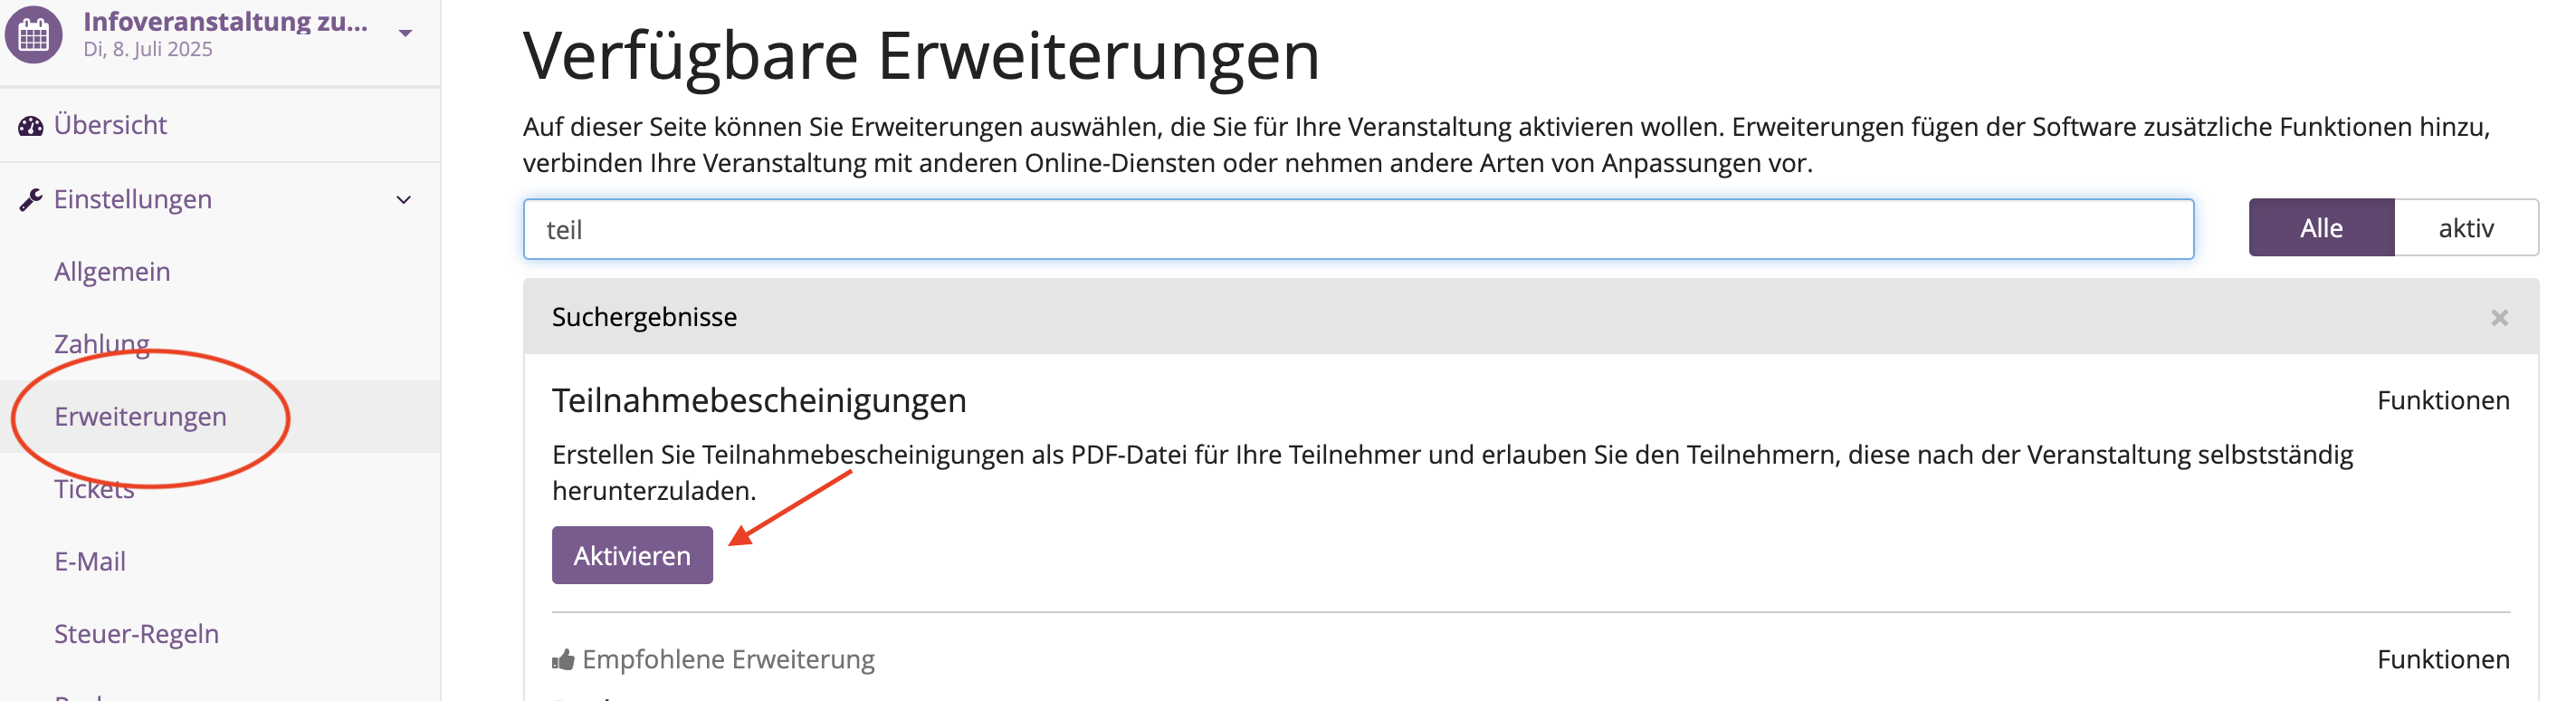 Infoveranstaltung zu...
Di, 8. Juli 2025
Übersicht
Einstellungen
Allgemein
Zahlung
Erweiterungen
Tickets
E-Mail
Steuer-Regeln
Verfügbare Erweiterungen
Auf dieser Seite können Sie Erweiterungen auswählen, die Sie für Ihre Veranstaltung aktivieren wollen. Erweiterungen fügen der Software zusätzliche Funktionen hinzu,
verbinden Ihre Veranstaltung mit anderen Online-Diensten oder nehmen andere Arten von Anpassungen vor.
teil
Alle
aktiv
Suchergebnisse
Teilnahmebescheinigungen
Funktionen
Erstellen Sie Teilnahmebescheinigungen als PDF-Datei für Ihre Teilnehmer und erlauben Sie den Teilnehmern, diese nach der Veranstaltung selbstständig
herunterzuladen.
Aktivieren
Empfohlene Erweiterung
Funktionen